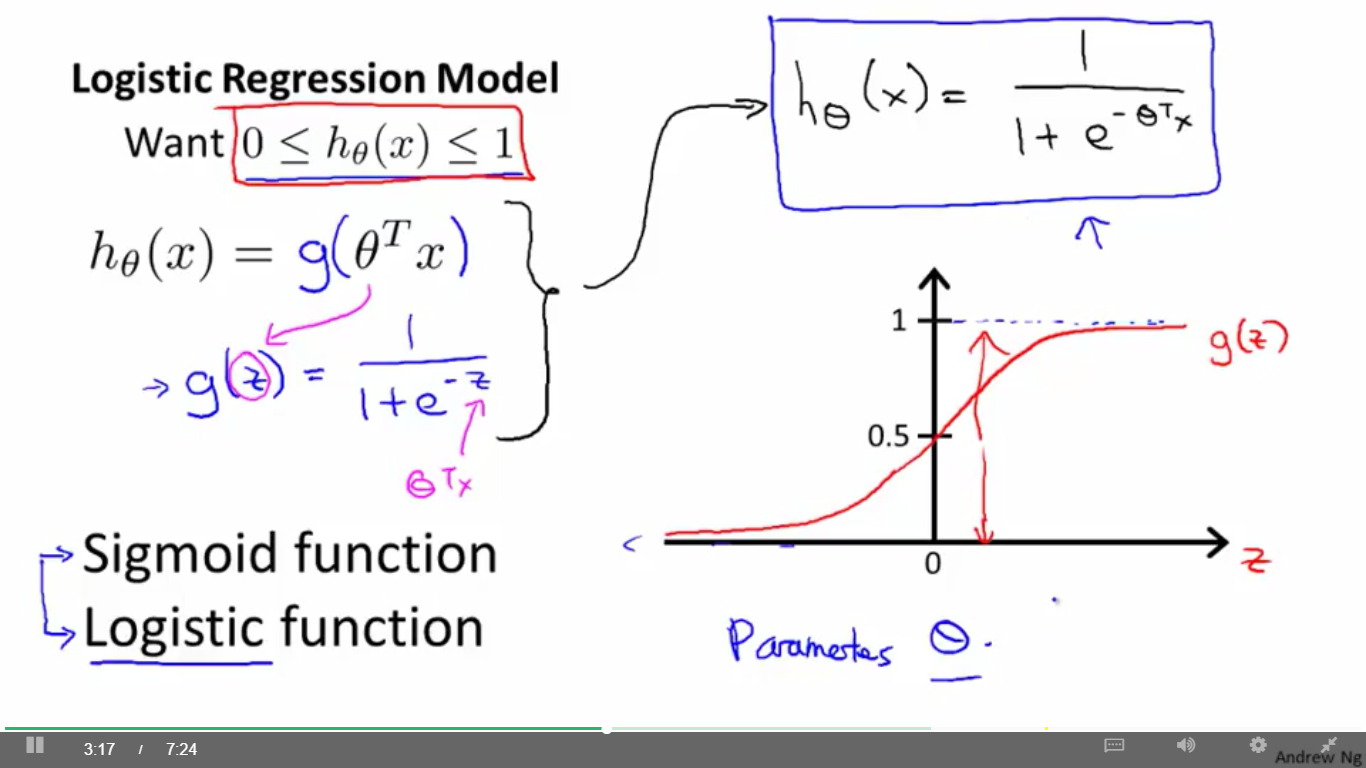 Logistic Regression Model
Want 0 ≤ hθ(x) ≤ 1
hθ(x) = g(θᵀx)
→ g(z) = 1 / (1 + e^(-z))
θᵀx
→ Sigmoid function
→ Logistic function
hθ(x) = 1 / (1 + e^(-θᵀx))
1
g(z)
0.5
0
z
Parameters θ.
3:17 / 7:24
Andrew Ng